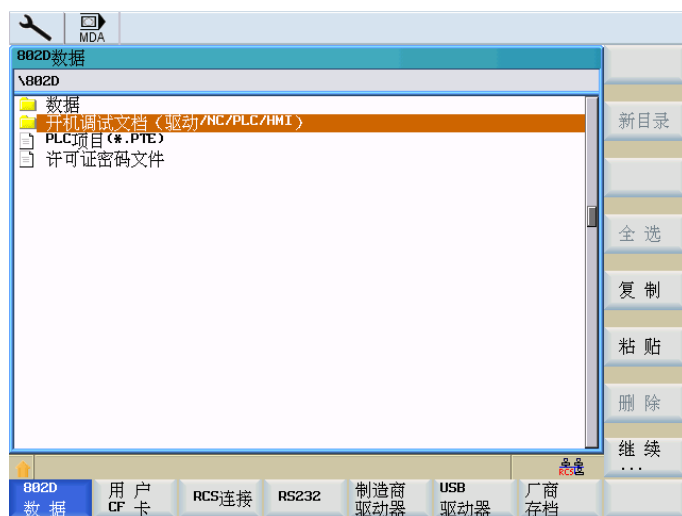 MDA
802D数据
\802D
数据
开机调试文档(驱动/NC/PLC/HMI)
PLC项目(*.PTE)
许可证密码文件
新目录
全 选
复 制
粘 贴
删 除
继 续
...
RCS
802D
数 据
用 户
CF 卡
RCS连接
RS232
制造商
驱动器
USB
驱动器
厂商
存档